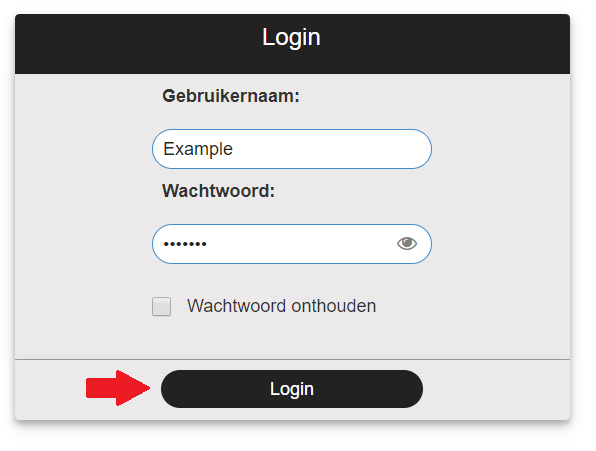 Login
Gebruikernaam:
Example
Wachtwoord:
•••••••
Wachtwoord onthouden
Login